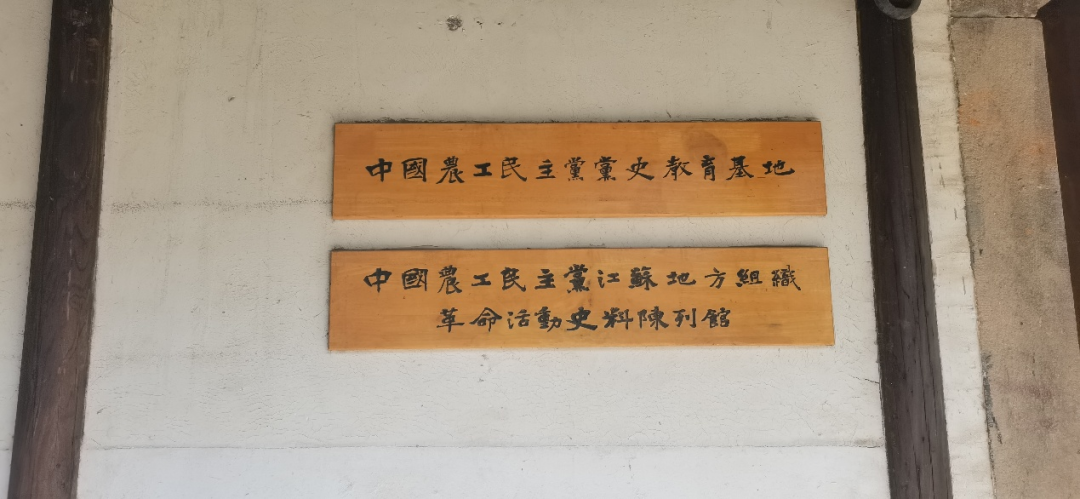 中國農工民主黨黨史教育基地
中國農工民主黨江蘇地方組織
革命活動史料陳列館